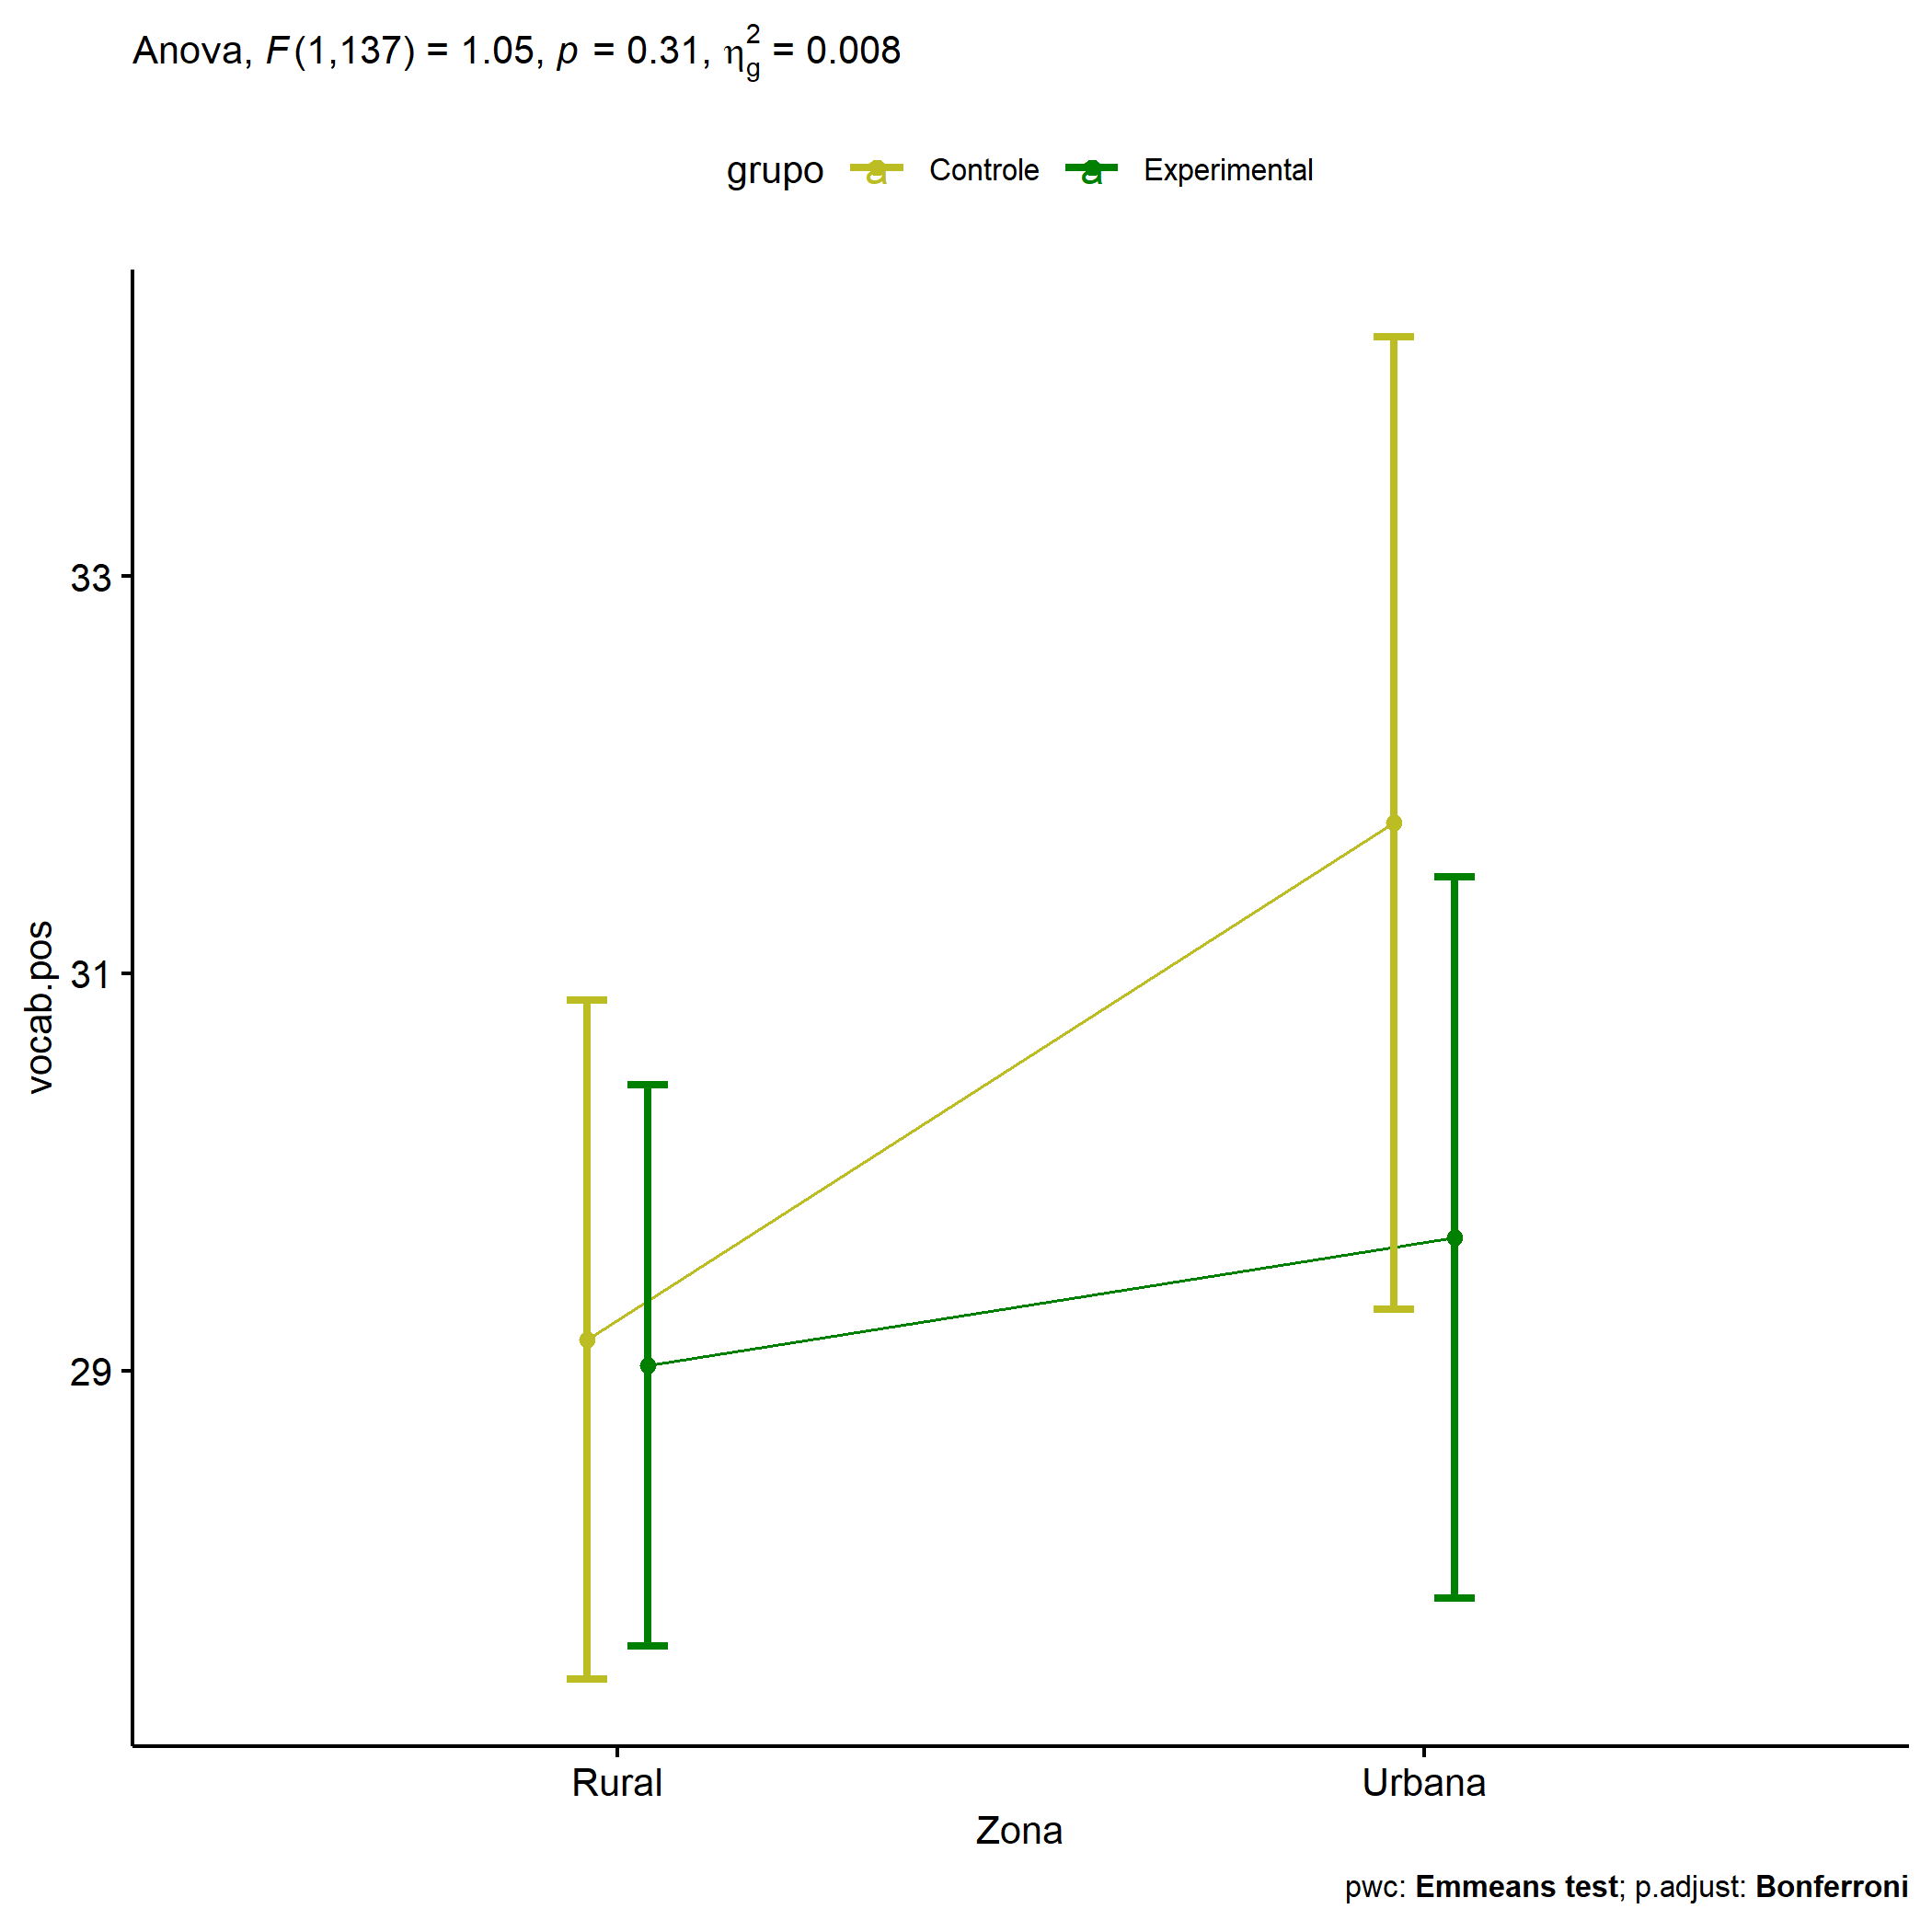 Anova, F(1,137) = 1.05, p = 0.31, η²g = 0.008
grupo a Controle a Experimental
33
31
29
vocab.pos
Rural Urbana
Zona
pwc: Emmeans test; p.adjust: Bonferroni